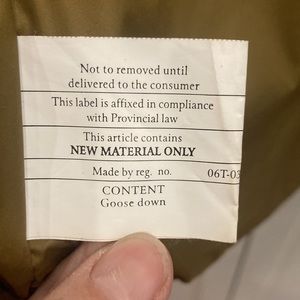 Not to removed until
delivered to the consumer
This label is affixed in compliance
with Provincial law
This article contains
NEW MATERIAL ONLY
Made by reg. no. 06T-03
CONTENT
Goose down